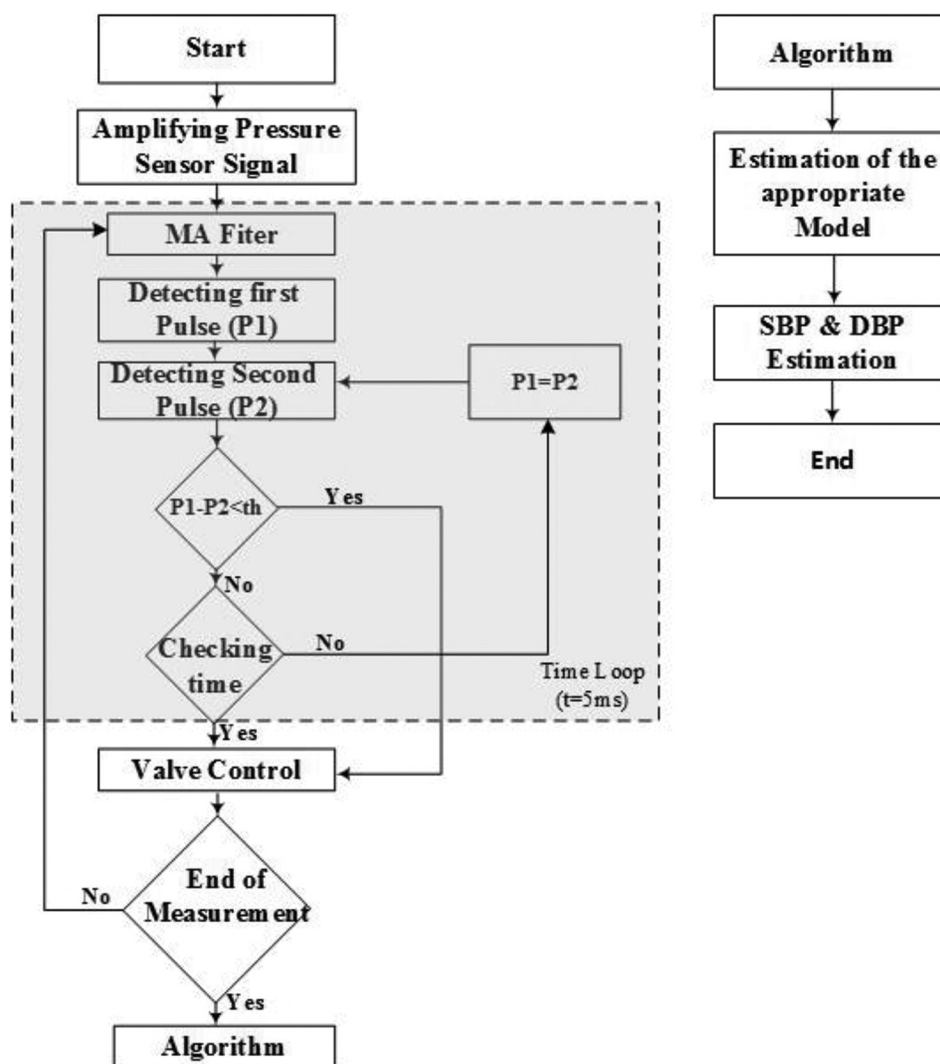 Start
Amplifying Pressure
Sensor Signal
MA Fiter
Detecting first
Pulse (P1)
Detecting Second
Pulse (P2)
P1=P2
P1-P2<th
Yes
No
Checking
time
No
Time Loop
(t=5ms)
Yes
Valve Control
End of
Measurement
No
Yes
Algorithm
Algorithm
Estimation of the
appropriate
Model
SBP & DBP
Estimation
End